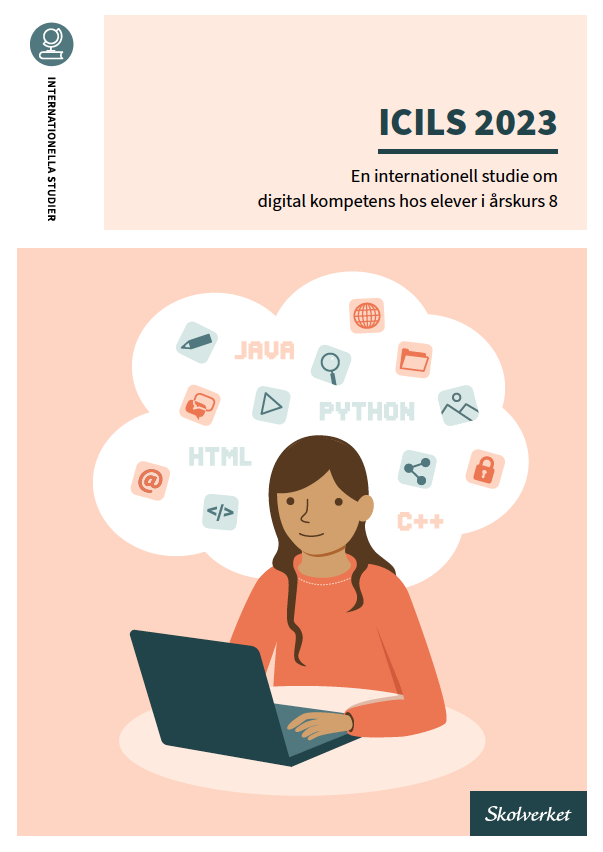 INTERNATIONELLA STUDIER
ICILS 2023
En internationell studie om
digital kompetens hos elever i årskurs 8
JAVA
PYTHON
HTML
@
</>
C++
Skolverket